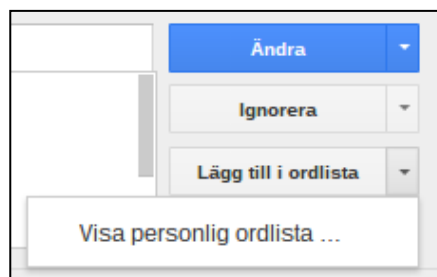 Ändra
Ignorera
Lägg till i ordlista
Visa personlig ordlista ...